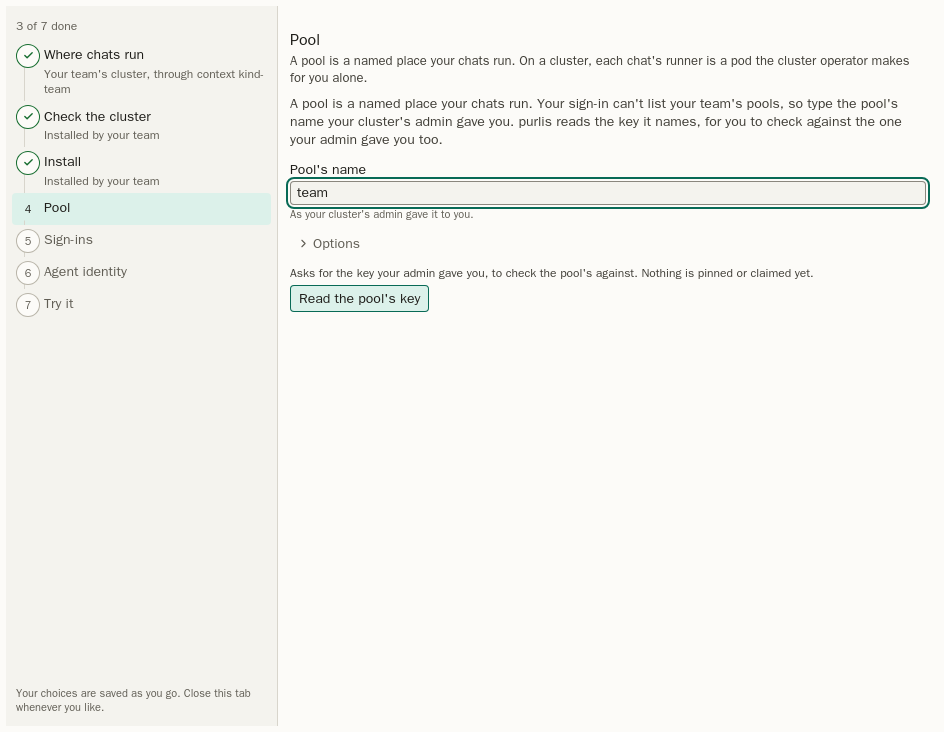 3 of 7 done
Where chats run
Your team's cluster, through context kind-
team
Check the cluster
Installed by your team
Install
Installed by your team
4 Pool
5 Sign-ins
6 Agent identity
7 Try it
Your choices are saved as you go. Close this tab
whenever you like.
Pool
A pool is a named place your chats run. On a cluster, each chat's runner is a pod the cluster operator makes
for you alone.
A pool is a named place your chats run. Your sign-in can't list your team's pools, so type the pool's
name your cluster's admin gave you. purlis reads the key it names, for you to check against the one
your admin gave you too.
Pool's name
team
As your cluster's admin gave it to you.
Options
Asks for the key your admin gave you, to check the pool's against. Nothing is pinned or claimed yet.
Read the pool's key